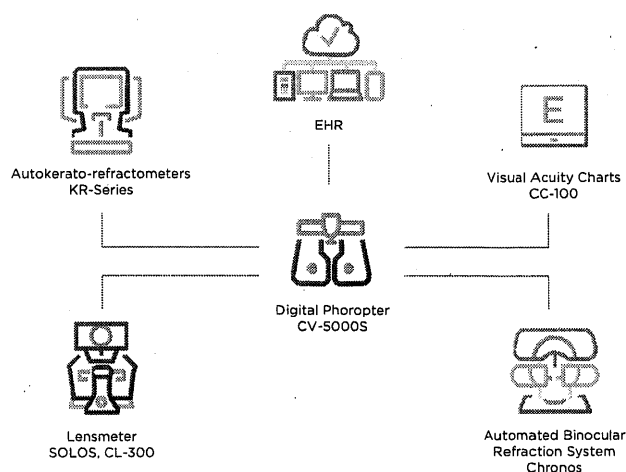 EHR
Autokerato-refractometers
KR-Series
E
Visual Acuity Charts
CC-100
Digital Phoropter
CV-5000S
Lensmeter
SOLOS, CL-300
Automated Binocular
Refraction System
Chronos